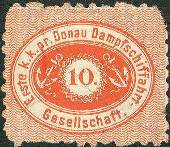 Erste k.k.pr. Donau Dampfschiffahrt
10
Gesellschaft.